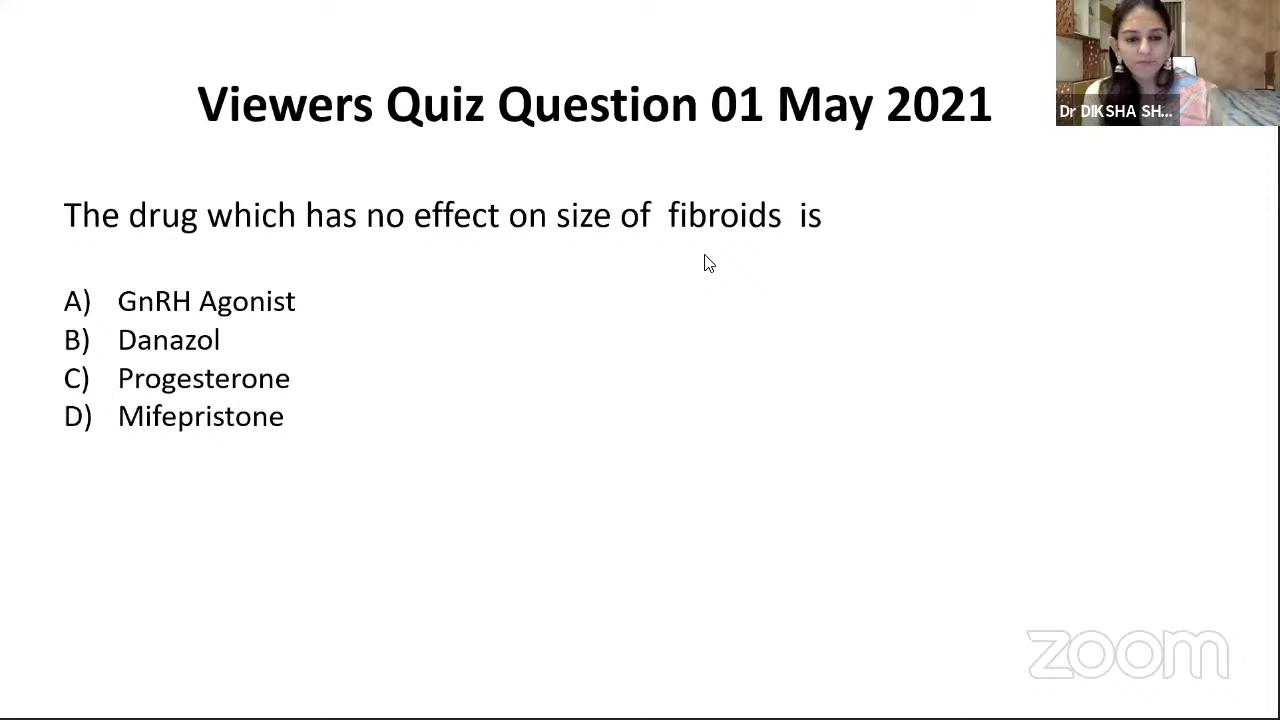 Viewers Quiz Question 01 May 2021
Dr DIKSHA SH...
The drug which has no effect on size of fibroids is
A) GnRH Agonist
B) Danazol
C) Progesterone
D) Mifepristone
zoom